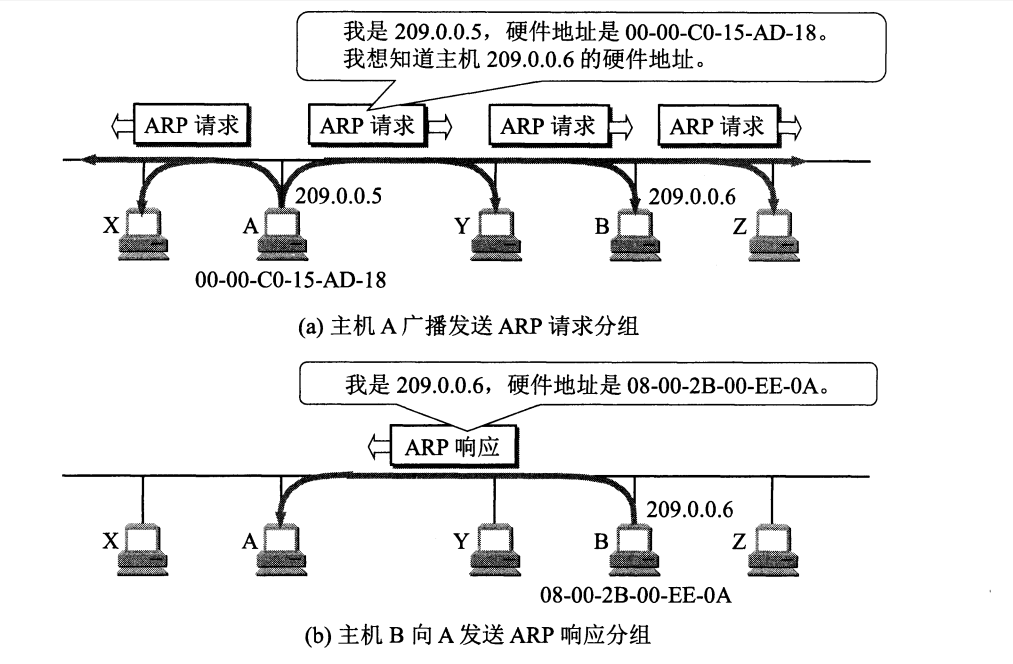 我是 209.0.0.5，硬件地址是 00-00-C0-15-AD-18。
我想知道主机 209.0.0.6 的硬件地址。
ARP 请求
ARP 请求
ARP 请求
ARP 请求
209.0.0.5
209.0.0.6
X
A
Y
B
Z
00-00-C0-15-AD-18
(a) 主机 A 广播发送 ARP 请求分组
我是 209.0.0.6，硬件地址是 08-00-2B-00-EE-0A。
ARP 响应
209.0.0.6
X
A
Y
B
Z
08-00-2B-00-EE-0A
(b) 主机 B 向 A 发送 ARP 响应分组